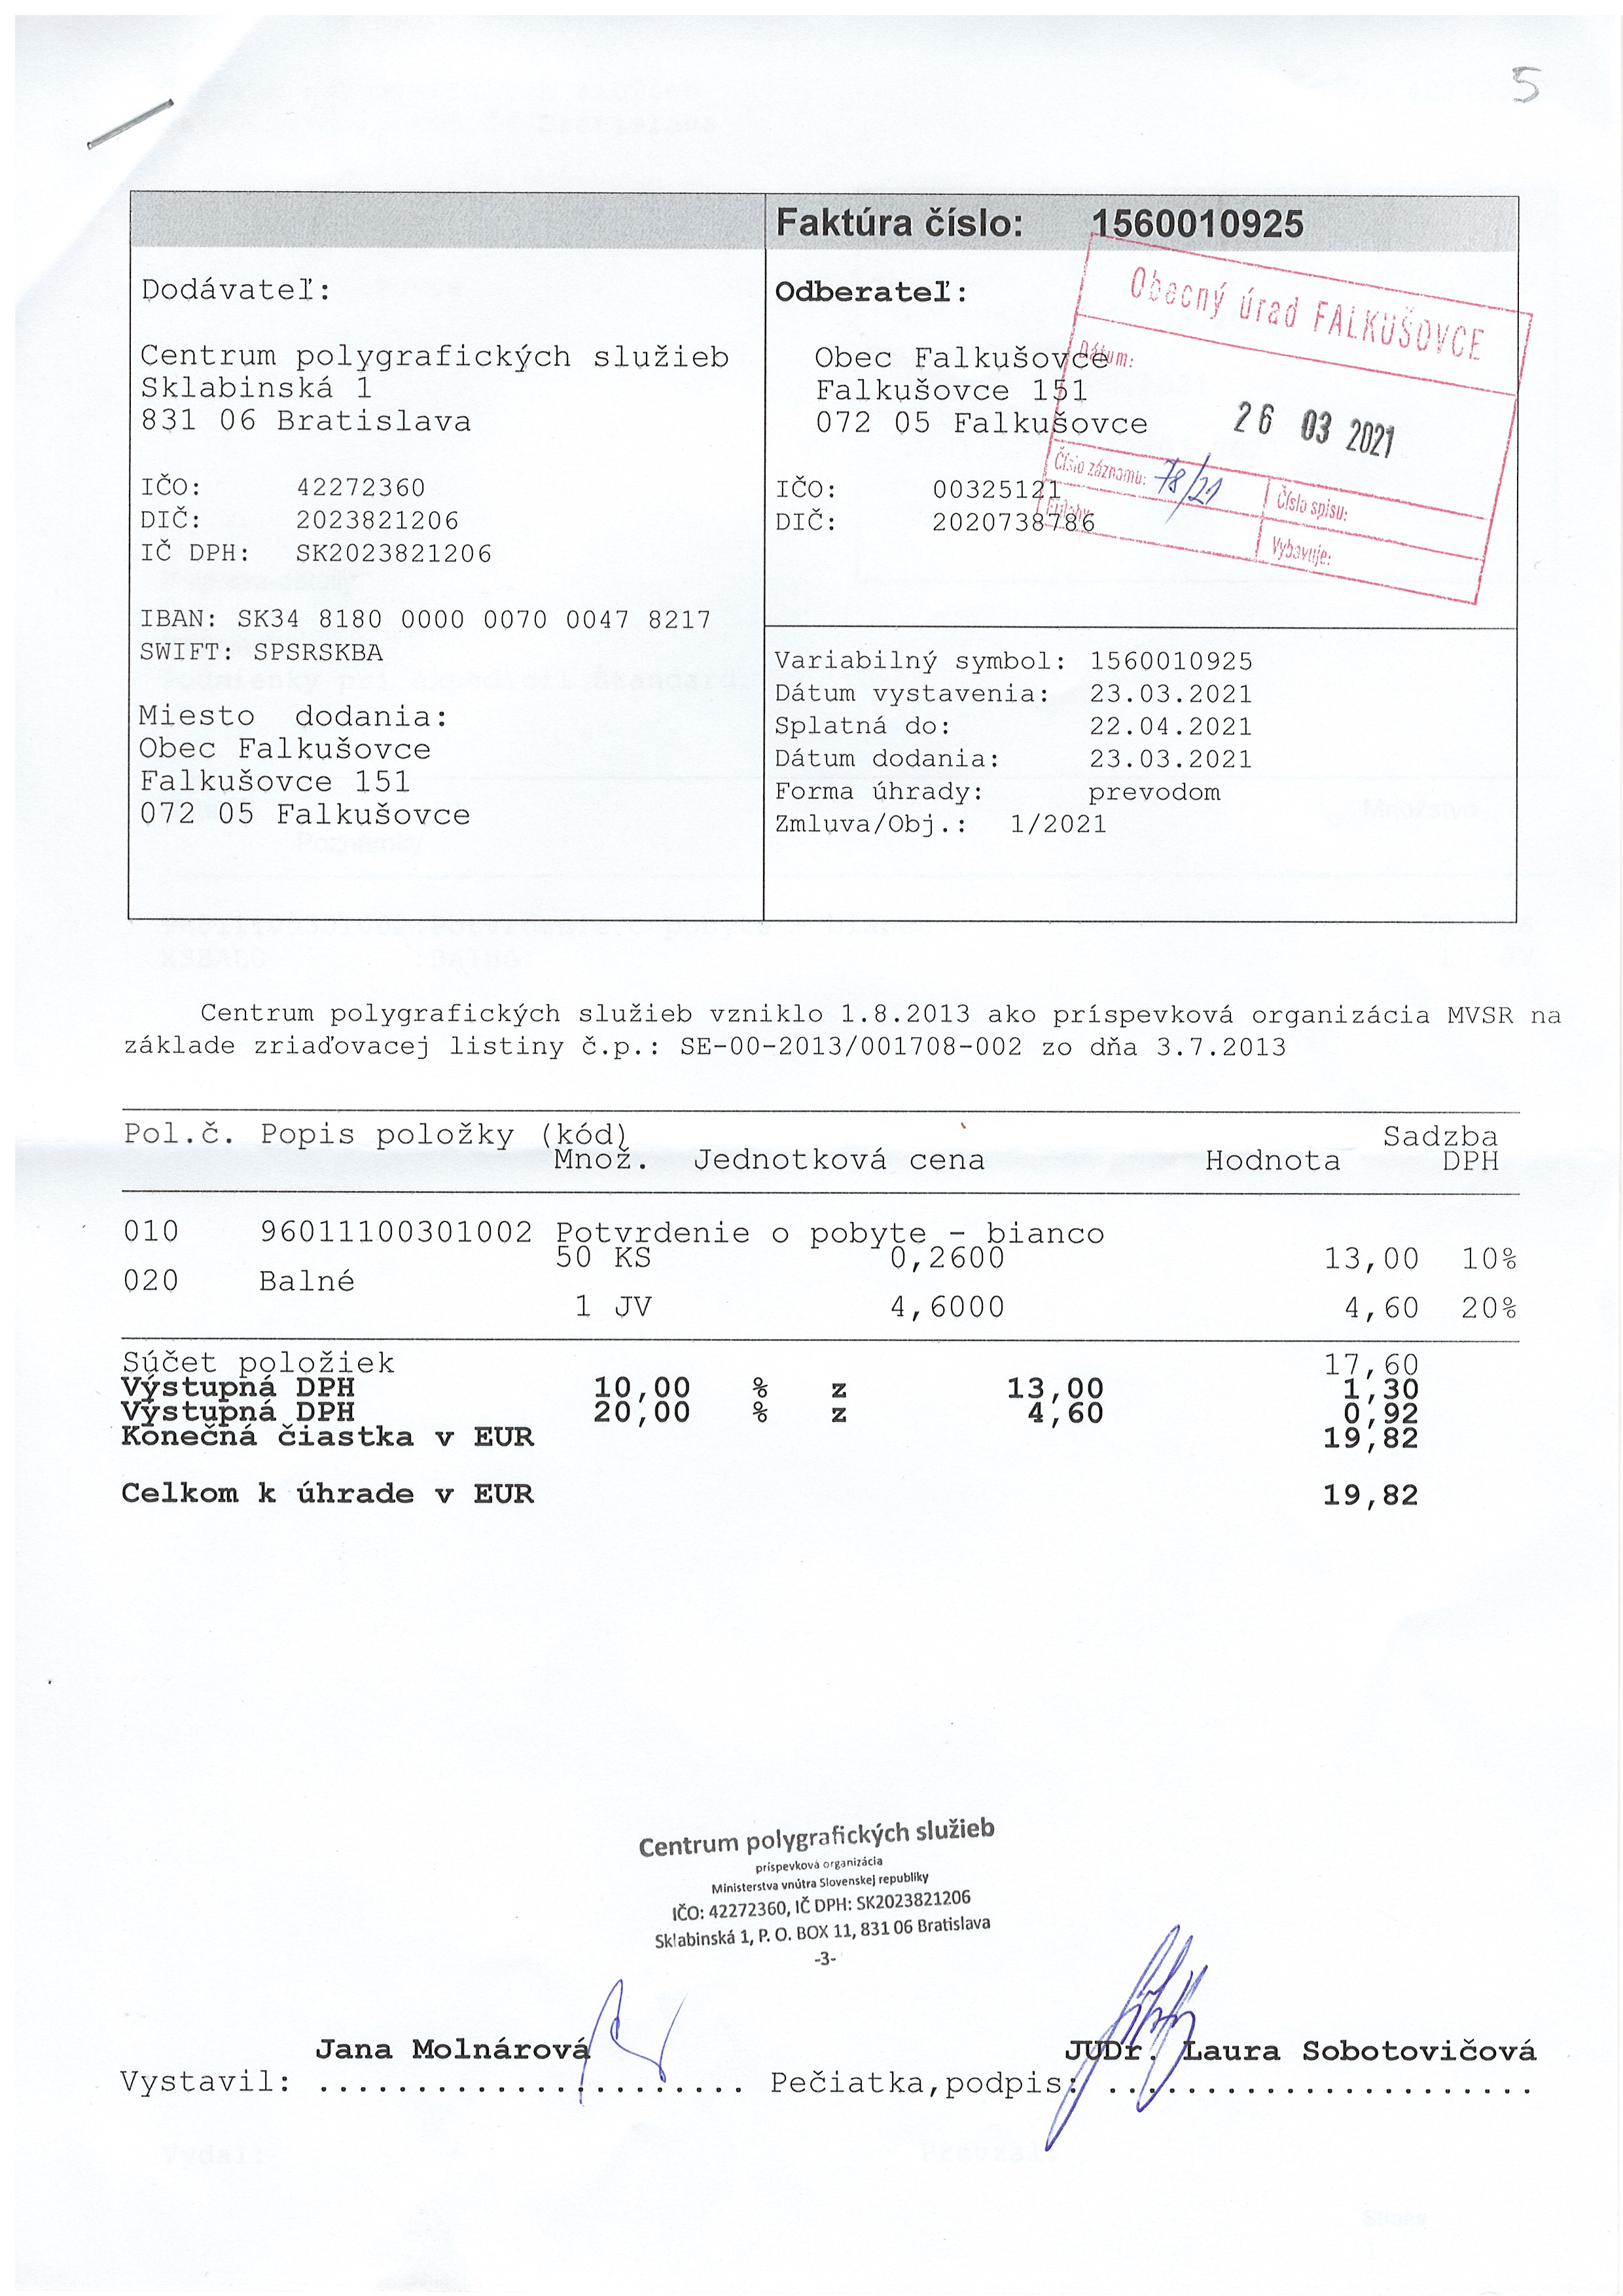 5
Faktúra číslo: 1560010925
Dodávateľ:
Centrum polygrafických služieb
Sklabinská 1
831 06 Bratislava
IČO: 42272360
DIČ: 2023821206
IČ DPH: SK2023821206
IBAN: SK34 8180 0000 0070 0047 8217
SWIFT: SPSRSKBA
Miesto dodania:
Obec Falkušovce
Falkušovce 151
072 05 Falkušovce
Odberateľ:
Obec Falkušovce
Falkušovce 151
072 05 Falkušovce
IČO: 00325121
DIČ: 2020738786
Obecný úrad FALKUŠOVCE
Dátum:
26 03 2021
Číslo záznamu: 78/21
Číslo spisu:
Prílohy:
Vybavuje:
Variabilný symbol: 1560010925
Dátum vystavenia: 23.03.2021
Splatná do: 22.04.2021
Dátum dodania: 23.03.2021
Forma úhrady: prevodom
Zmluva/Obj.: 1/2021
Centrum polygrafických služieb vzniklo 1.8.2013 ako príspevková organizácia MVSR na
základe zriaďovacej listiny č.p.: SE-00-2013/001708-002 zo dňa 3.7.2013
Pol.č. Popis položky (kód) Sadzba
Množ. Jednotková cena Hodnota DPH
010 96011100301002 Potvrdenie o pobyte - bianco
50 KS 0,2600 13,00 10%
020 Balné
1 JV 4,6000 4,60 20%
Súčet položiek 17,60
Výstupná DPH 10,00 % z 13,00 1,30
Výstupná DPH 20,00 % z 4,60 0,92
Konečná čiastka v EUR 19,82
Celkom k úhrade v EUR 19,82
Centrum polygrafických služieb
príspevková organizácia
Ministerstva vnútra Slovenskej republiky
IČO: 42272360, IČ DPH: SK2023821206
Sklabinská 1, P. O. BOX 11, 831 06 Bratislava
-3-
Jana Molnárová JUDr. Laura Sobotovičová
Vystavil: .......................... Pečiatka,podpis: ..........................